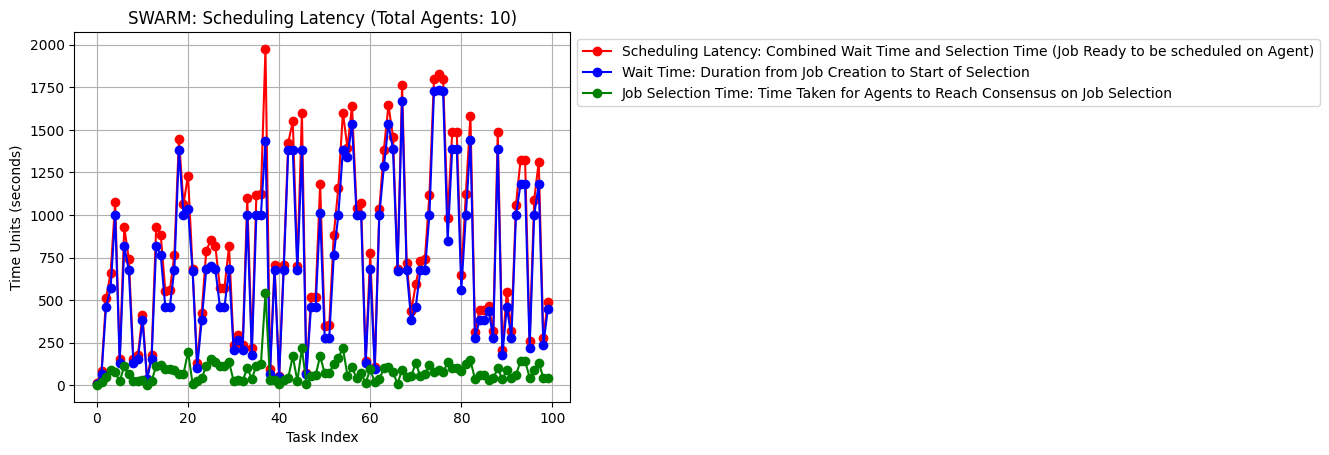 SWARM: Scheduling Latency (Total Agents: 10)
Scheduling Latency: Combined Wait Time and Selection Time (Job Ready to be scheduled on Agent)
Wait Time: Duration from Job Creation to Start of Selection
Job Selection Time: Time Taken for Agents to Reach Consensus on Job Selection
Time Units (seconds)
2000
1750
1500
1250
1000
750
500
250
0
0 20 40 60 80 100
Task Index